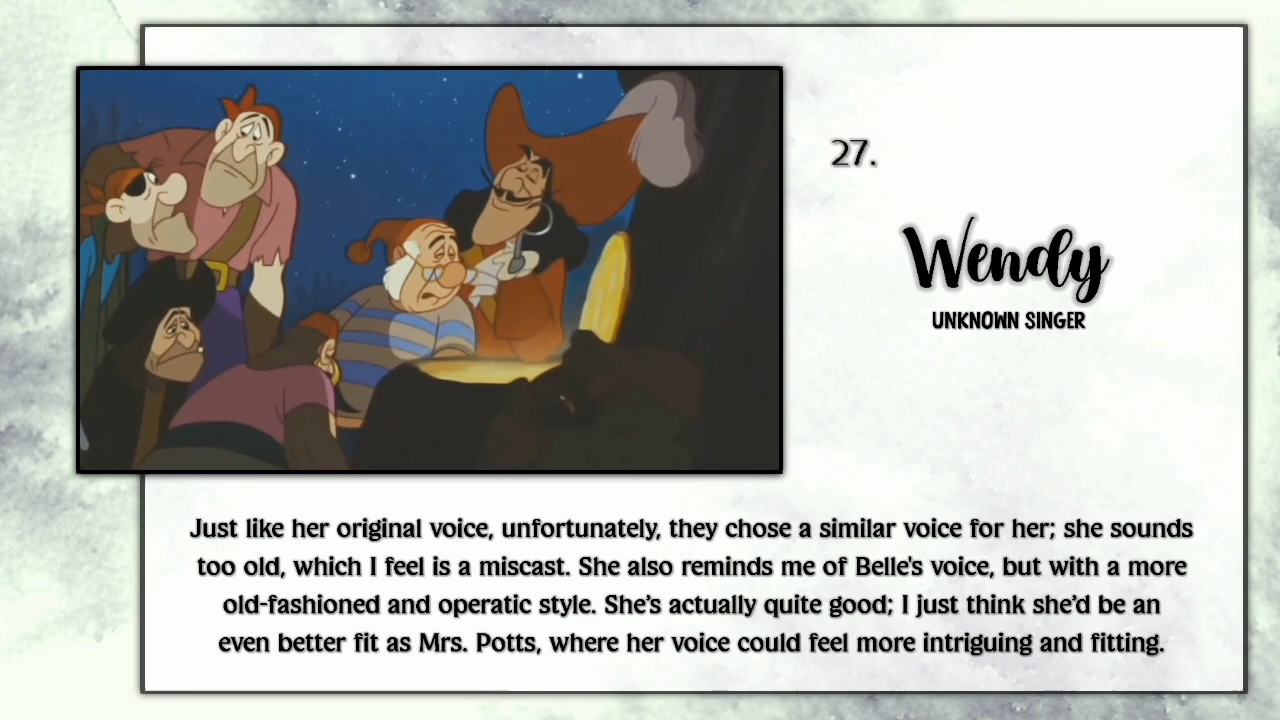 27.
Wendy
UNKNOWN SINGER
Just like her original voice, unfortunately, they chose a similar voice for her; she sounds
too old, which I feel is a miscast. She also reminds me of Belle's voice, but with a more
old-fashioned and operatic style. She's actually quite good; I just think she'd be an
even better fit as Mrs. Potts, where her voice could feel more intriguing and fitting.